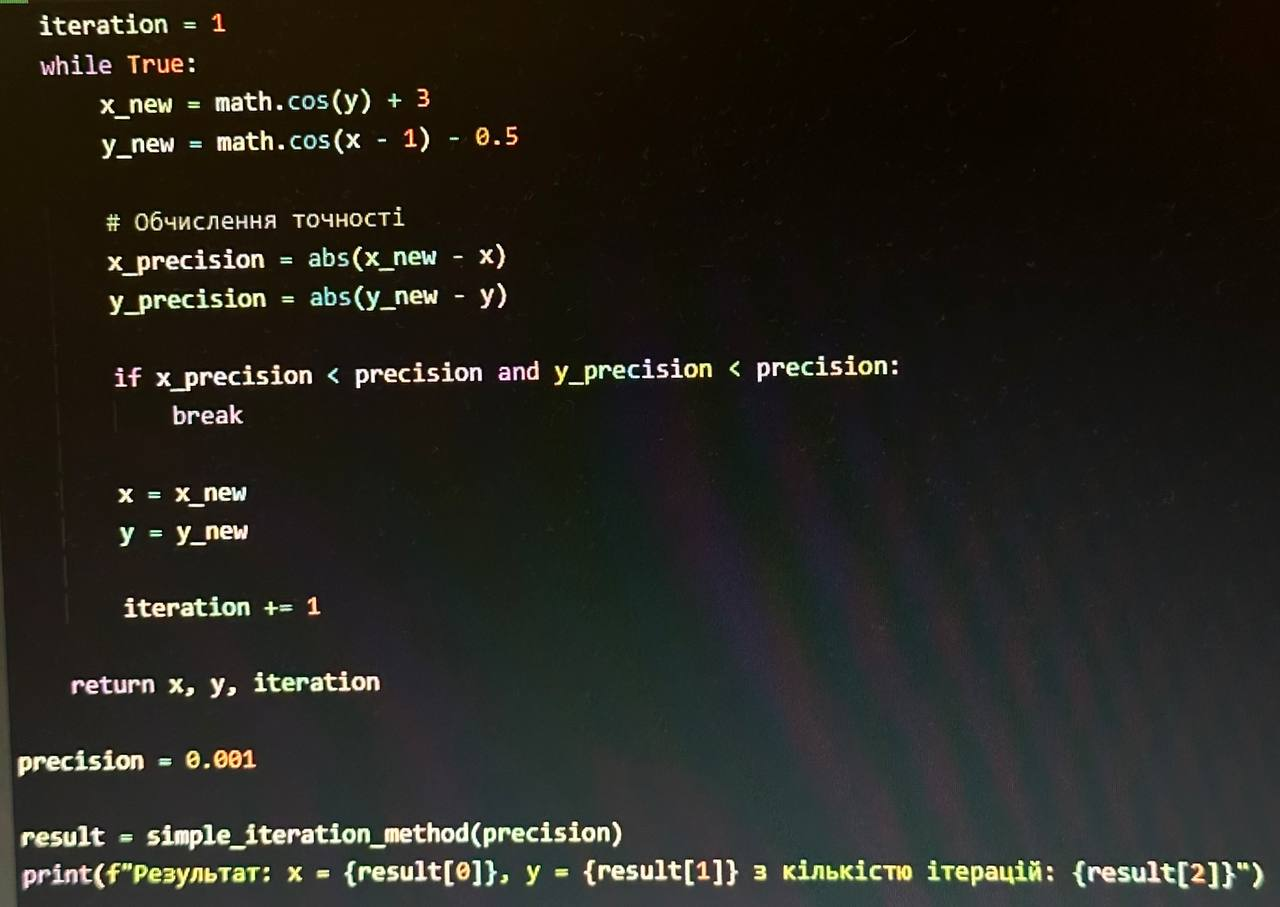 iteration = 1
while True:
x_new = math.cos(y) + 3
y_new = math.cos(x - 1) - 0.5
# Обчислення точності
x_precision = abs(x_new - x)
y_precision = abs(y_new - y)
if x_precision < precision and y_precision < precision:
break
x = x_new
y = y_new
iteration += 1
return x, y, iteration
precision = 0.001
result = simple_iteration_method(precision)
print(f"Результат: x = {result[0]}, y = {result[1]} з кількістю ітерацій: {result[2]}")